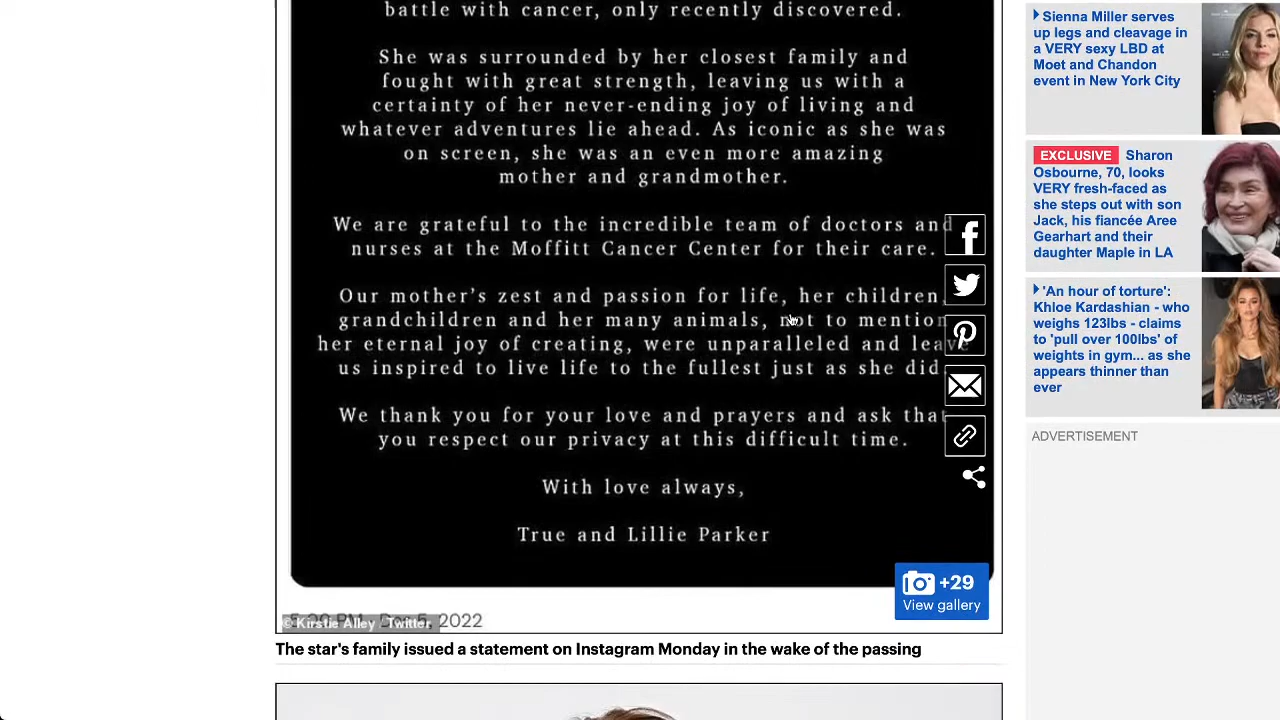 battle with cancer, only recently discovered.
She was surrounded by her closest family and
fought with great strength, leaving us with a
certainty of her never-ending joy of living and
whatever adventures lie ahead. As iconic as she was
on screen, she was an even more amazing
mother and grandmother.
We are grateful to the incredible team of doctors and
nurses at the Moffitt Cancer Center for their care.
Our mother's zest and passion for life, her children,
grandchildren and her many animals, not to mention
her eternal joy of creating, were unparalleled and leave
us inspired to live life to the fullest just as she did
We thank you for your love and prayers and ask that
you respect our privacy at this difficult time.
With love always,
True and Lillie Parker
+29
View gallery
5:20 PM · Dec 5, 2022
© Kirstie Alley / Twitter
The star's family issued a statement on Instagram Monday in the wake of the passing
Sienna Miller serves
up legs and cleavage in
a VERY sexy LBD at
Moet and Chandon
event in New York City
EXCLUSIVE Sharon
Osbourne, 70, looks
VERY fresh-faced as
she steps out with son
Jack, his fiancée Aree
Gearhart and their
daughter Maple in LA
'An hour of torture':
Khloe Kardashian - who
weighs 123lbs - claims
to 'pull over 100lbs' of
weights in gym... as she
appears thinner than
ever
ADVERTISEMENT